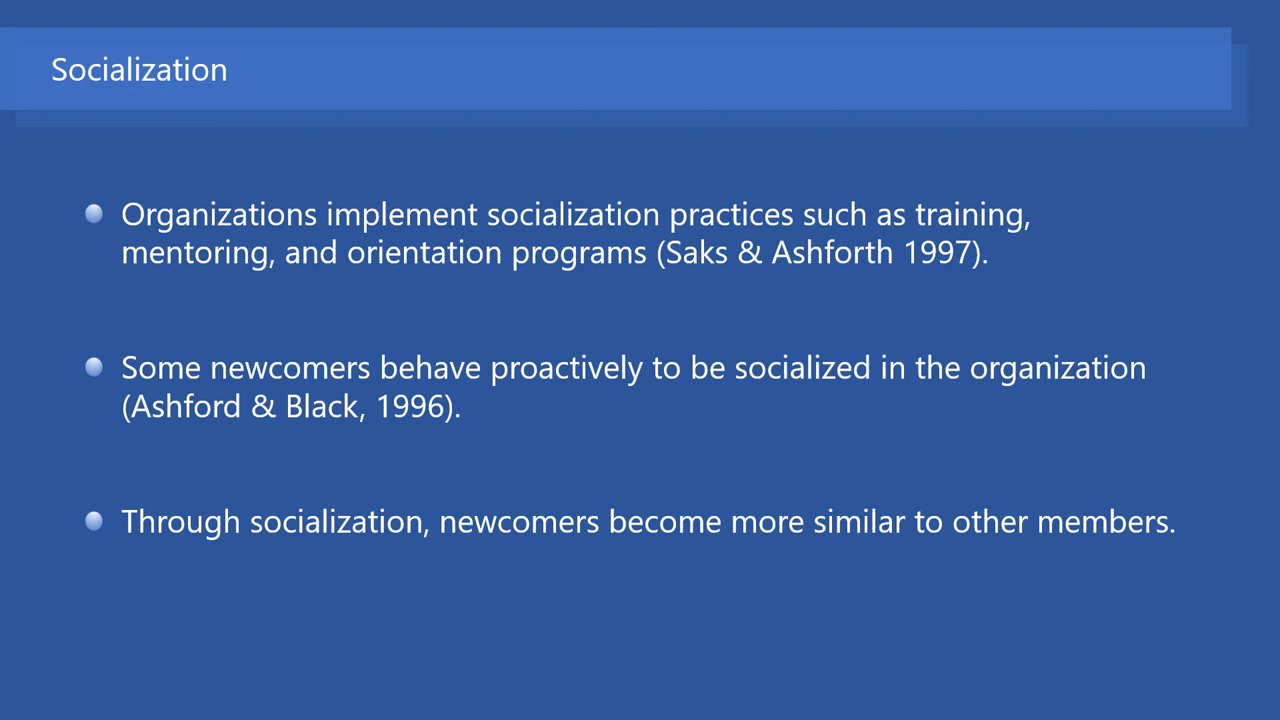 Socialization
Organizations implement socialization practices such as training,
mentoring, and orientation programs (Saks & Ashforth 1997).
Some newcomers behave proactively to be socialized in the organization
(Ashford & Black, 1996).
Through socialization, newcomers become more similar to other members.